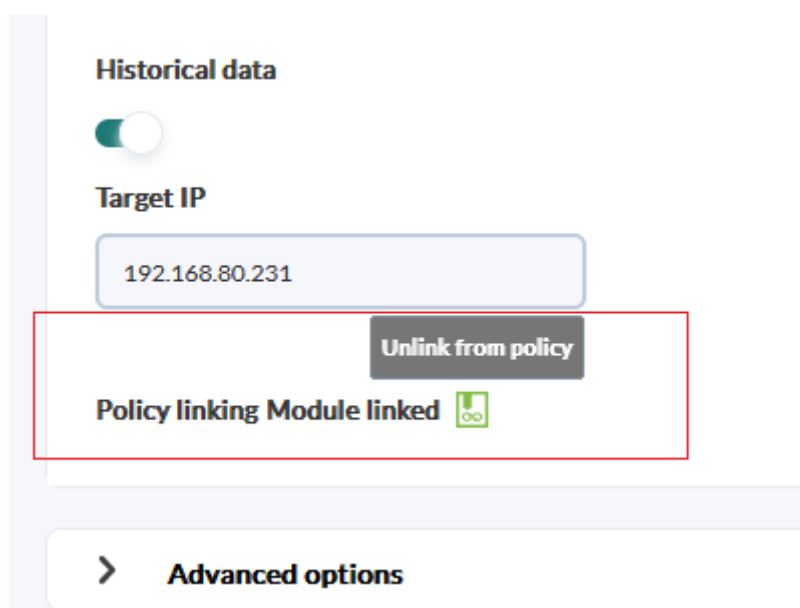 Historical data
Target IP
192.168.80.231
Unlink from policy
Policy linking Module linked
Advanced options